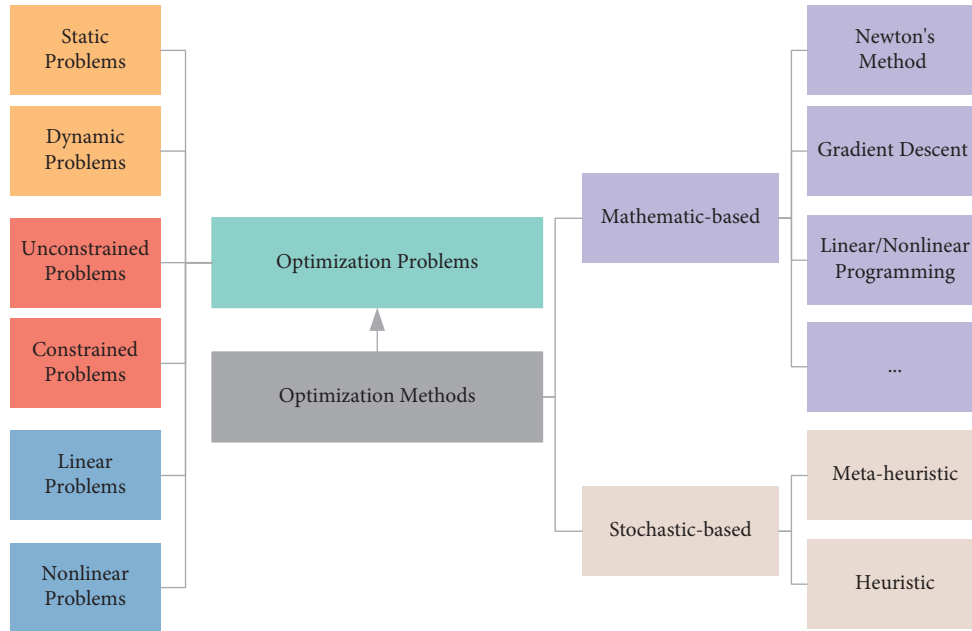 Static
Problems
Dynamic
Problems
Unconstrained
Problems
Constrained
Problems
Linear
Problems
Nonlinear
Problems
Optimization Problems
Optimization Methods
Mathematic-based
Stochastic-based
Newton's
Method
Gradient Descent
Linear/Nonlinear
Programming
...
Meta-heuristic
Heuristic